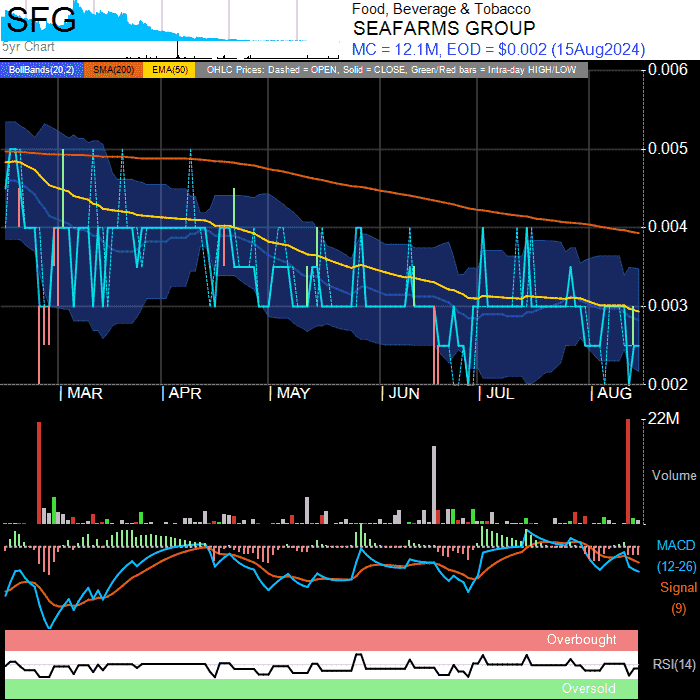 SFG
5yr Chart
Food, Beverage & Tobacco
SEAFARMS GROUP
MC = 12.1M, EOD = $0.002 (15Aug2024)
BollBands(20,2) SMA(200) EMA(50) OHLC Prices: Dashed = OPEN, Solid = CLOSE, Green/Red bars = Intra-day HIGH/LOW
0.006
0.005
0.004
0.003
0.002
MAR APR MAY JUN JUL AUG
22M
Volume
MACD
(12-26)
Signal
(9)
Overbought
RSI(14)
Oversold